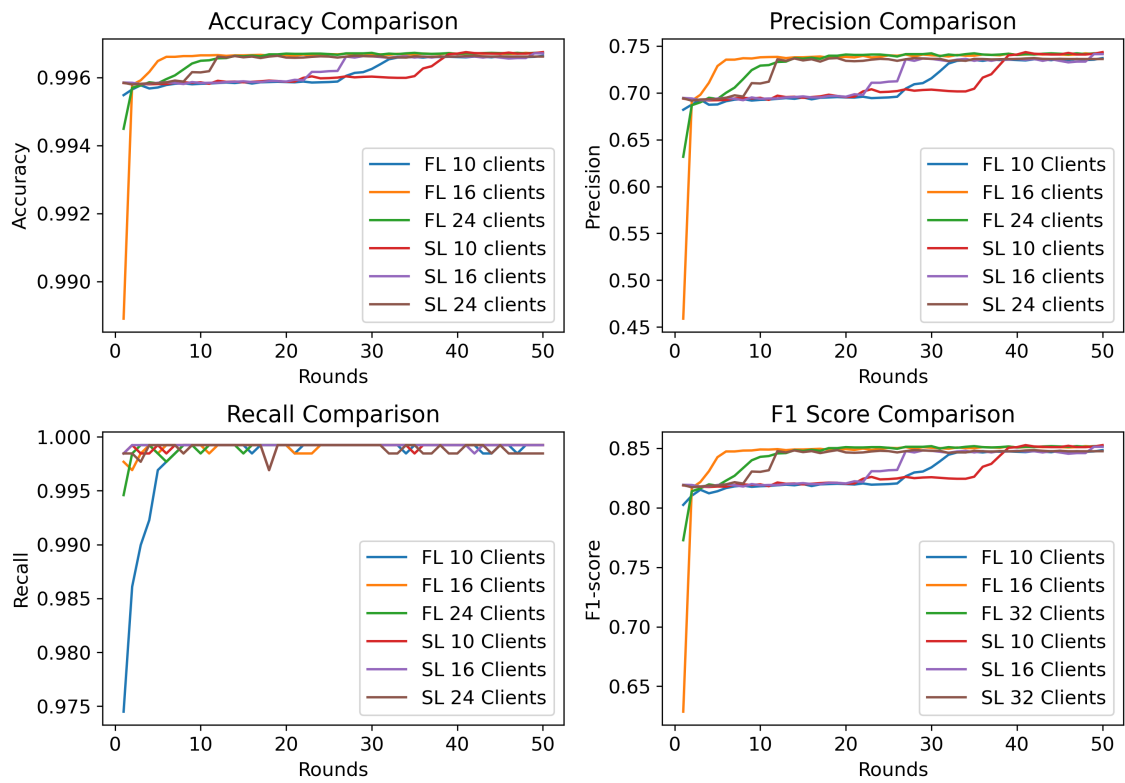 Accuracy Comparison
Accuracy
0.996
0.994
0.992
0.990
FL 10 clients
FL 16 clients
FL 24 clients
SL 10 clients
SL 16 clients
SL 24 clients
0 10 20 30 40 50
Rounds
Precision Comparison
Precision
0.75
0.70
0.65
0.60
0.55
0.50
0.45
FL 10 clients
FL 16 clients
FL 24 clients
SL 10 clients
SL 16 clients
SL 24 clients
0 10 20 30 40 50
Rounds
Recall Comparison
Recall
1.000
0.995
0.990
0.985
0.980
0.975
FL 10 Clients
FL 16 Clients
FL 24 Clients
SL 10 Clients
SL 16 Clients
SL 24 Clients
0 10 20 30 40 50
Rounds
F1 Score Comparison
F1-score
0.85
0.80
0.75
0.70
0.65
FL 10 Clients
FL 16 Clients
FL 32 Clients
SL 10 Clients
SL 16 Clients
SL 32 Clients
0 10 20 30 40 50
Rounds